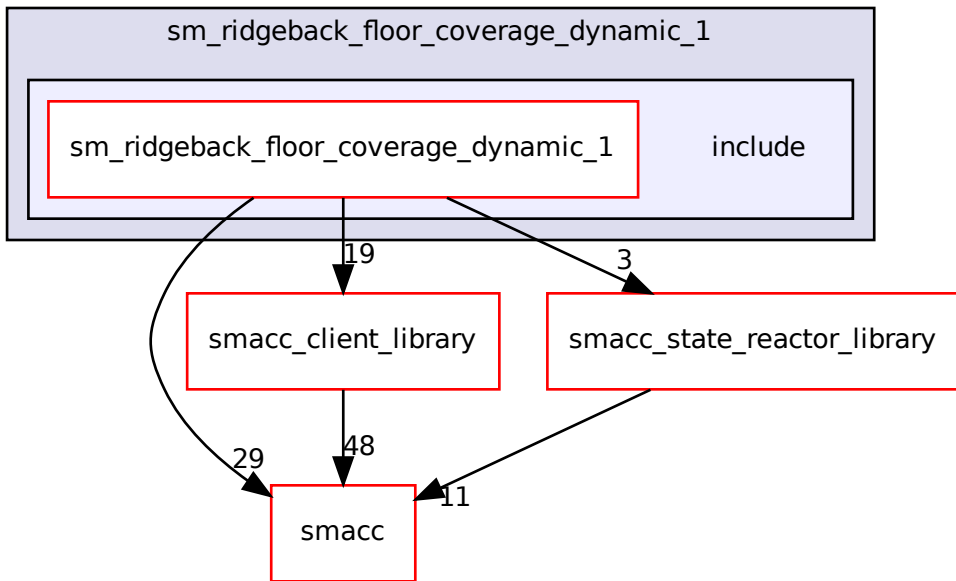 sm_ridgeback_floor_coverage_dynamic_1
sm_ridgeback_floor_coverage_dynamic_1
include
19
3
smacc_client_library
smacc_state_reactor_library
29
48
11
smacc